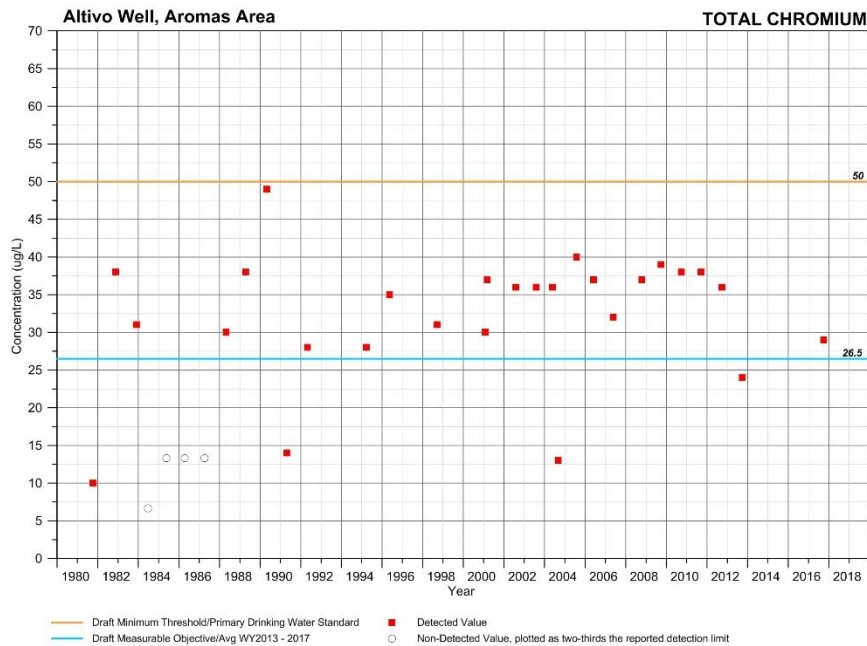 Altivo Well, Aromas Area
TOTAL CHROMIUM
70
65
60
55
50
45
40
35
30
25
20
15
10
5
0
Concentration (ug/L)
50
26.5
1980 1982 1984 1986 1988 1990 1992 1994 1996 1998 2000 2002 2004 2006 2008 2010 2012 2014 2016 2018
Year
Draft Minimum Threshold/Primary Drinking Water Standard
Detected Value
Draft Measurable Objective/Avg WY2013 - 2017
Non-Detected Value, plotted as two-thirds the reported detection limit